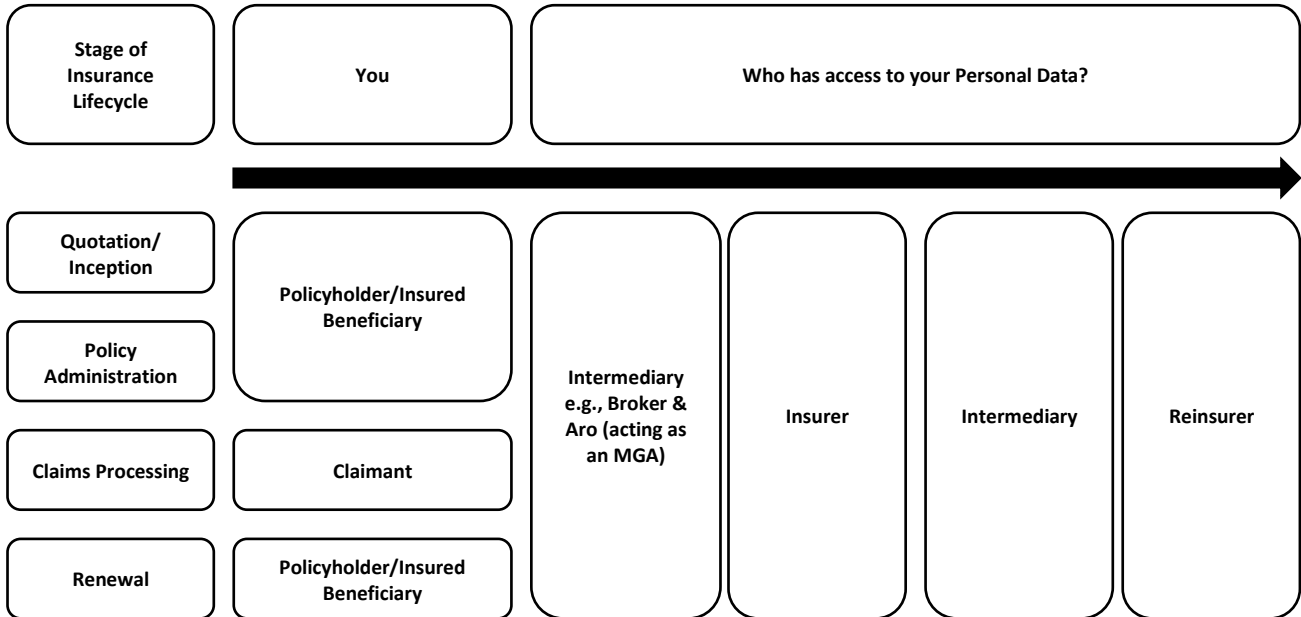 Stage of
Insurance
Lifecycle
You
Who has access to your Personal Data?
Quotation/
Inception
Policyholder/Insured
Beneficiary
Policy
Administration
Intermediary
e.g., Broker &
Aro (acting as
an MGA)
Insurer
Intermediary
Reinsurer
Claims Processing
Claimant
Renewal
Policyholder/Insured
Beneficiary